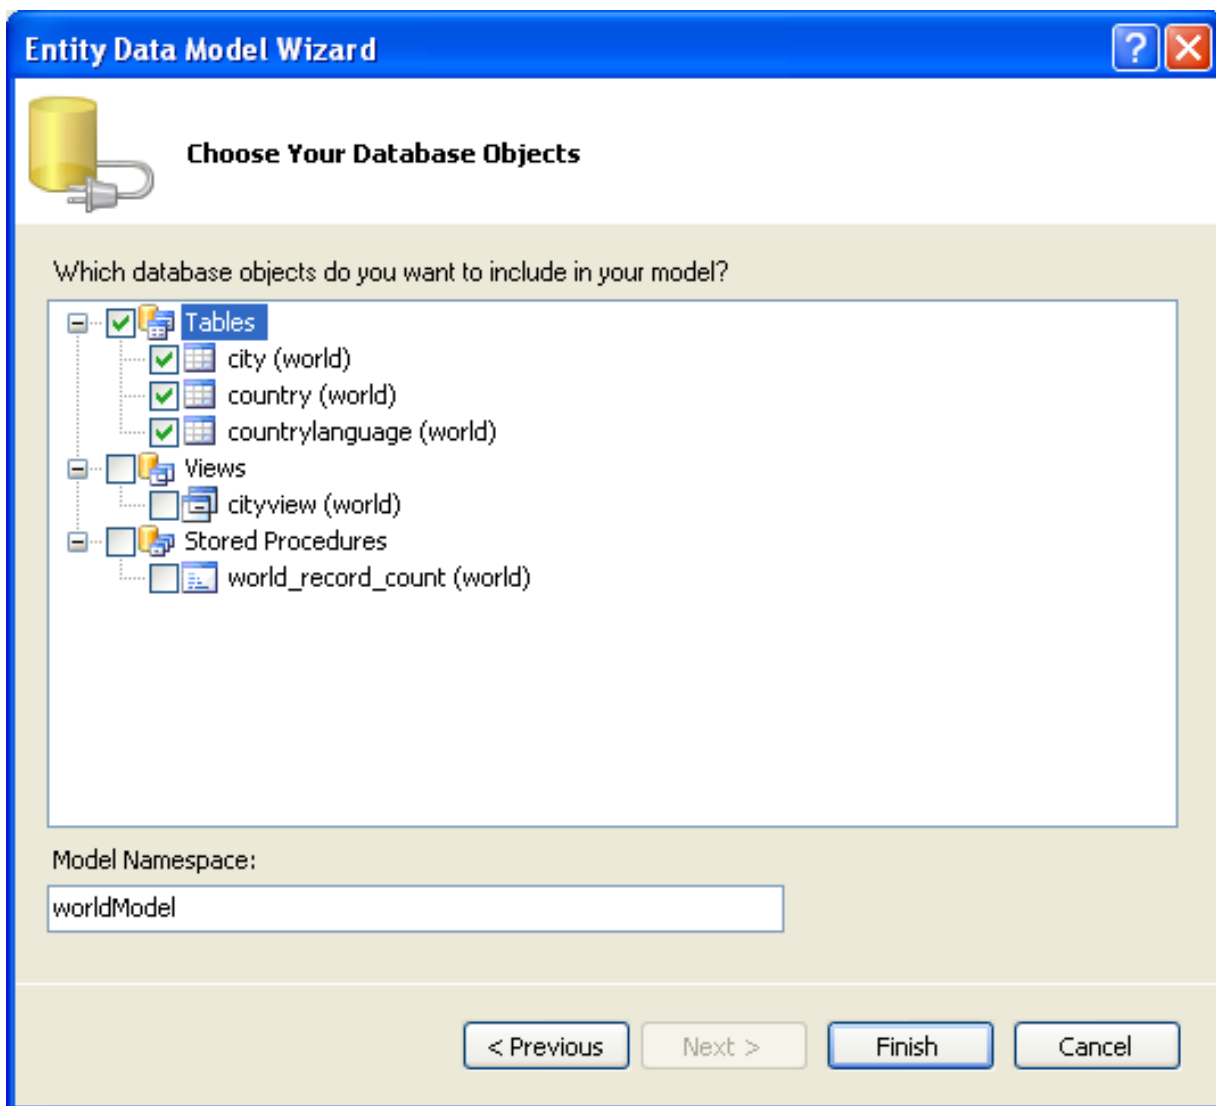 Entity Data Model Wizard
?
Choose Your Database Objects
Which database objects do you want to include in your model?
Tables
city (world)
country (world)
countrylanguage (world)
Views
cityview (world)
Stored Procedures
world_record_count (world)
Model Namespace:
worldModel
< Previous Next > Finish Cancel